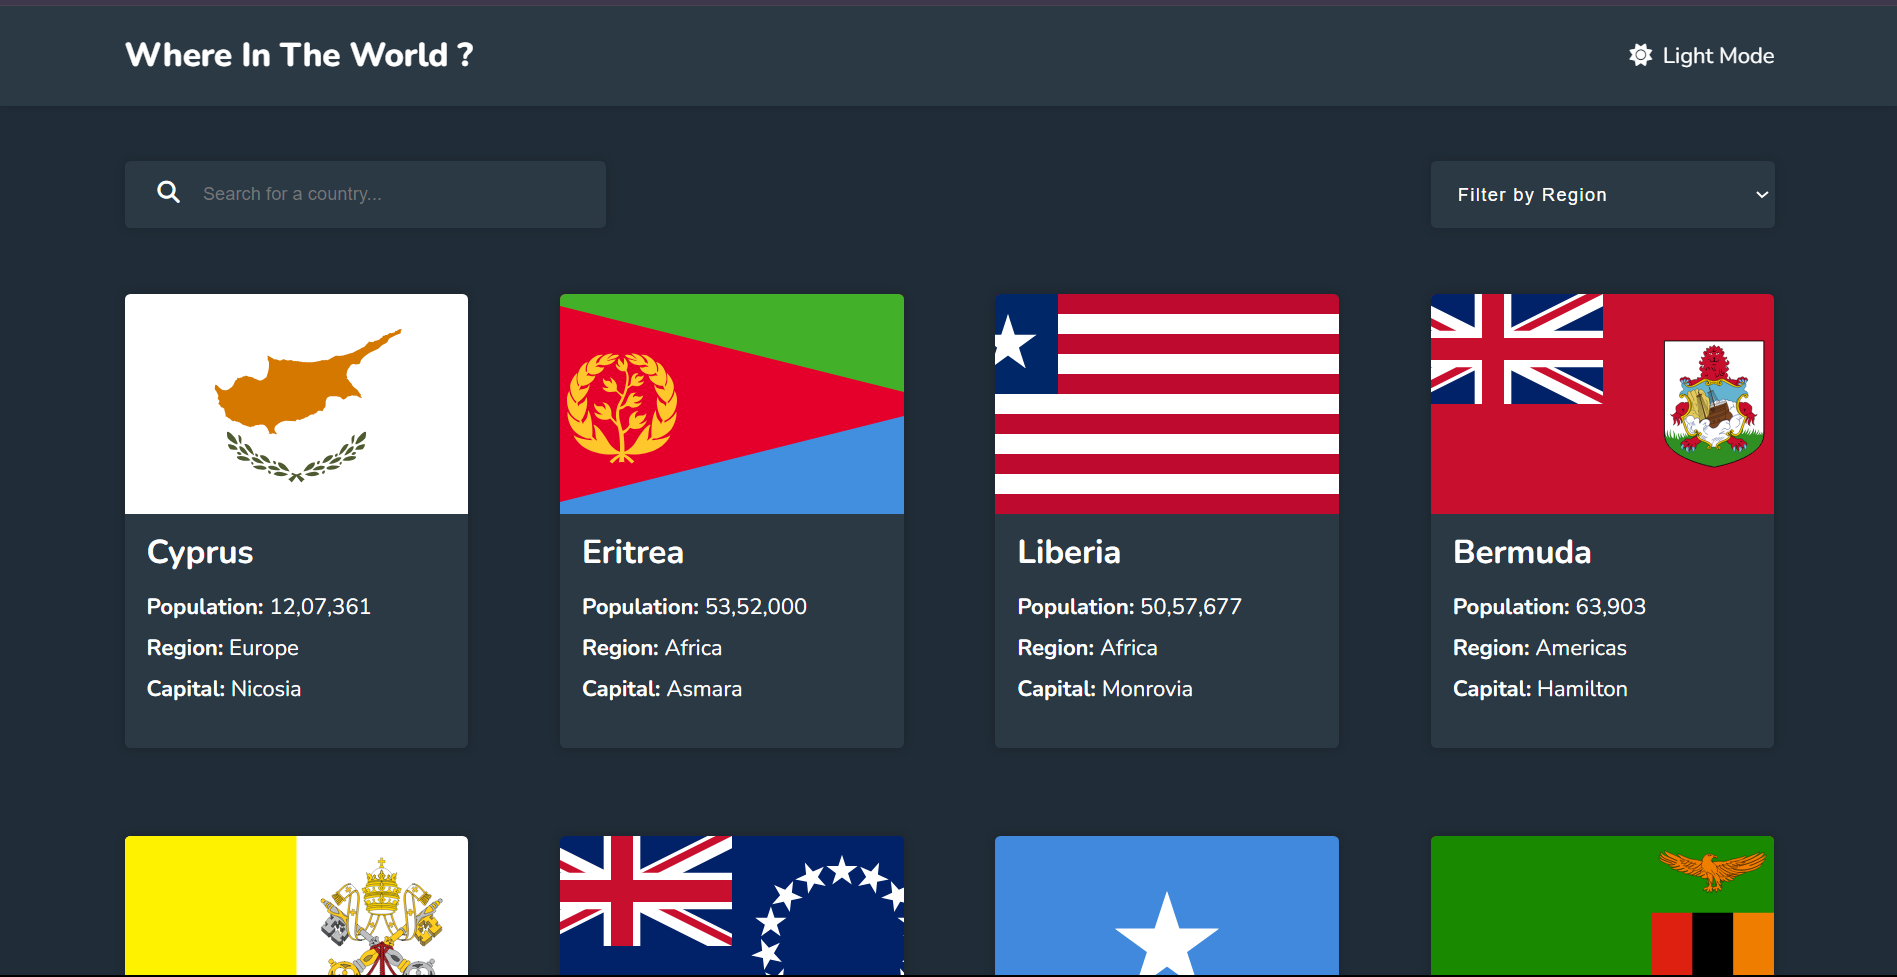 Where In The World ?
Light Mode
Search for a country...
Filter by Region
Cyprus
Population: 12,07,361
Region: Europe
Capital: Nicosia
Eritrea
Population: 53,52,000
Region: Africa
Capital: Asmara
Liberia
Population: 50,57,677
Region: Africa
Capital: Monrovia
Bermuda
Population: 63,903
Region: Americas
Capital: Hamilton